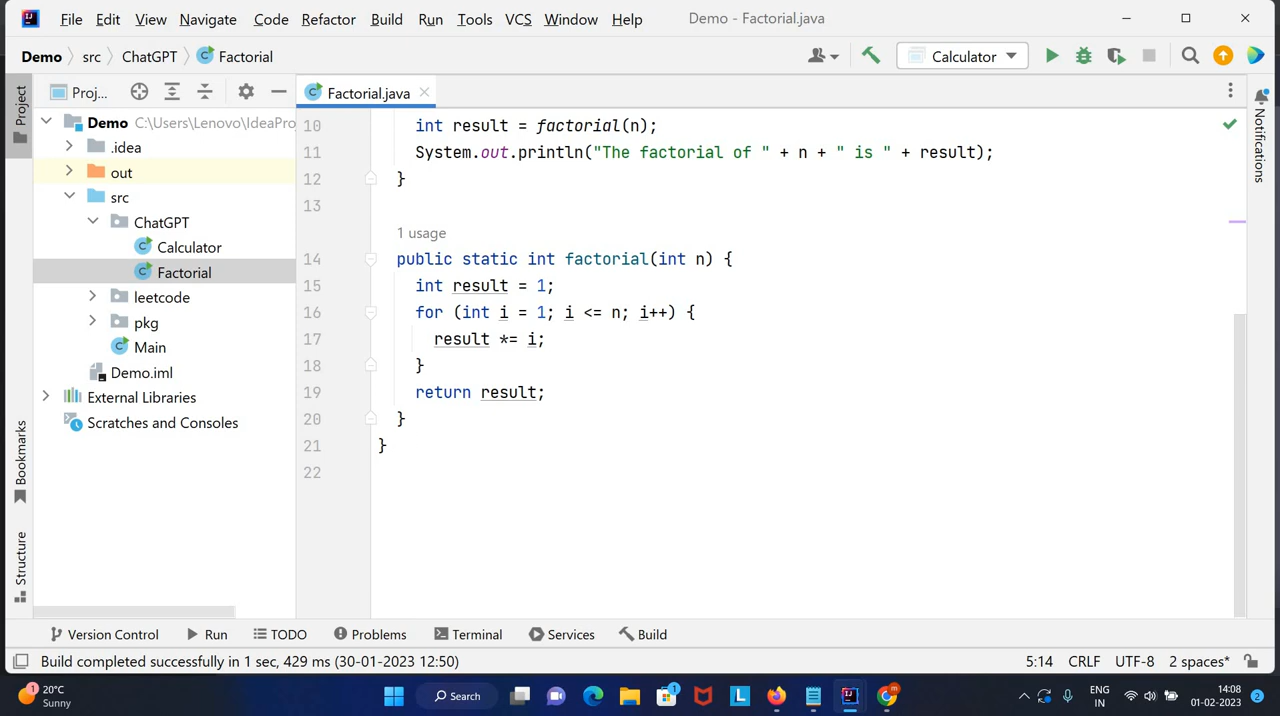 File Edit View Navigate Code Refactor Build Run Tools VCS Window Help Demo - Factorial.java
Demo src ChatGPT Factorial Calculator
Project
Proj...
Factorial.java
Demo C:\Users\Lenovo\IdeaPro
.idea
out
src
ChatGPT
Calculator
Factorial
leetcode
pkg
Main
Demo.iml
External Libraries
Scratches and Consoles
Bookmarks
Structure
10 int result = factorial(n);
11 System.out.println("The factorial of " + n + " is " + result);
12 }
13
1 usage
14 public static int factorial(int n) {
15 int result = 1;
16 for (int i = 1; i <= n; i++) {
17 result *= i;
18 }
19 return result;
20 }
21 }
22
Notifications
Version Control Run TODO Problems Terminal Services Build
Build completed successfully in 1 sec, 429 ms (30-01-2023 12:50) 5:14 CRLF UTF-8 2 spaces*
1 20°C Sunny
Search
1
L
m
ENG IN
14:08
01-02-2023
2